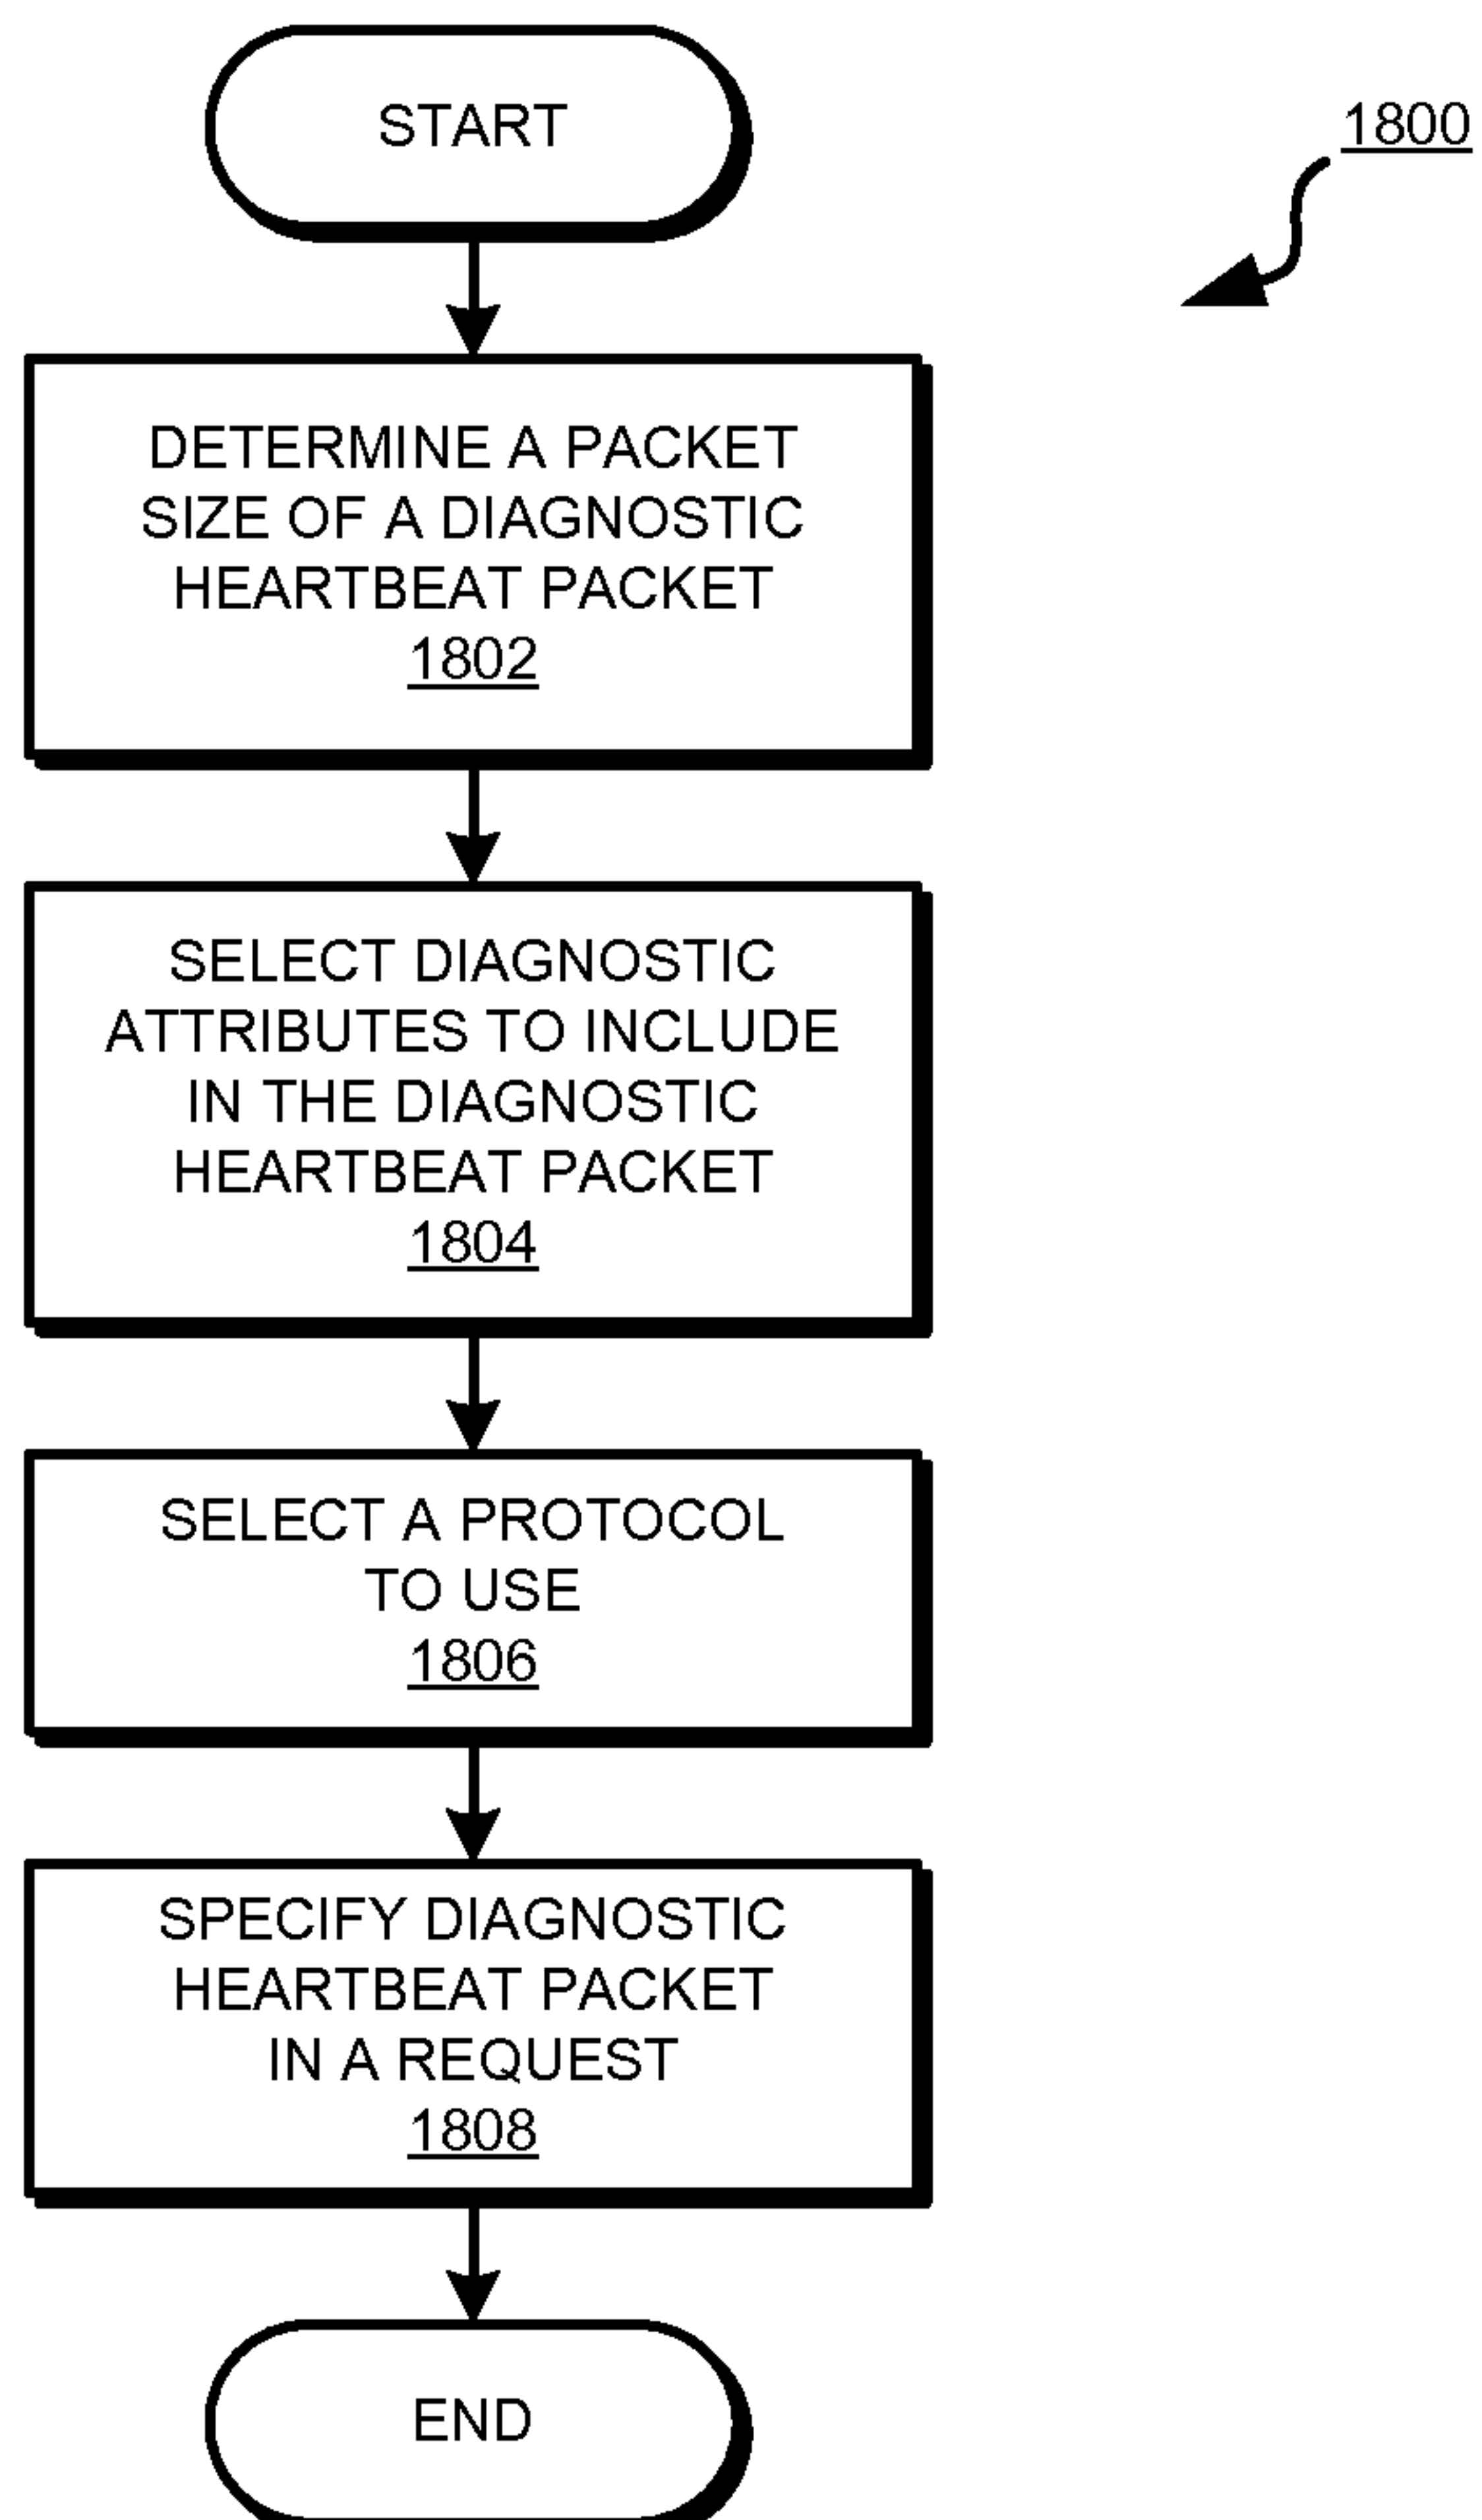 START
1800
DETERMINE A PACKET
SIZE OF A DIAGNOSTIC
HEARTBEAT PACKET
1802
SELECT DIAGNOSTIC
ATTRIBUTES TO INCLUDE
IN THE DIAGNOSTIC
HEARTBEAT PACKET
1804
SELECT A PROTOCOL
TO USE
1806
SPECIFY DIAGNOSTIC
HEARTBEAT PACKET
IN A REQUEST
1808
END